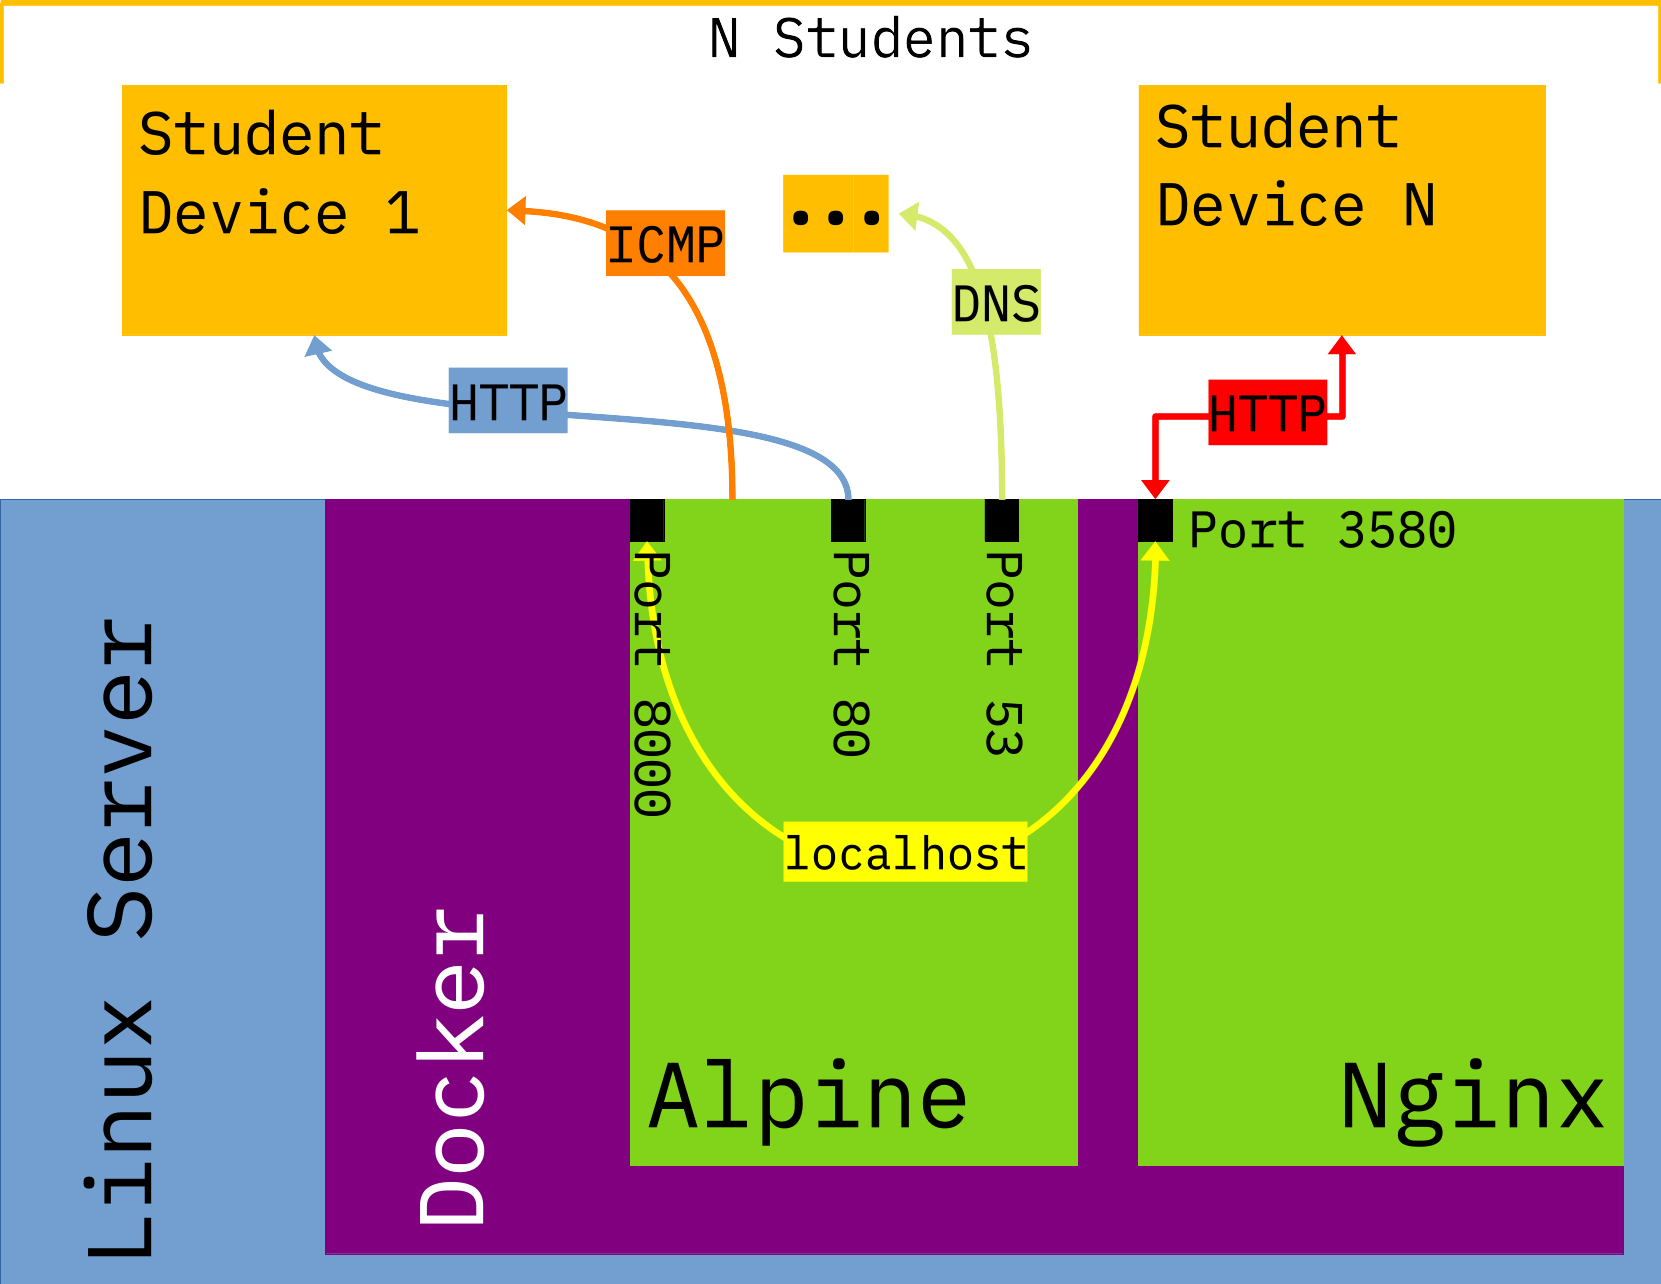 N Students
Student
Device 1
...
Student
Device N
ICMP
DNS
HTTP
HTTP
Port 8000
Port 80
Port 53
Port 3580
localhost
Linux Server
Docker
Alpine
Nginx